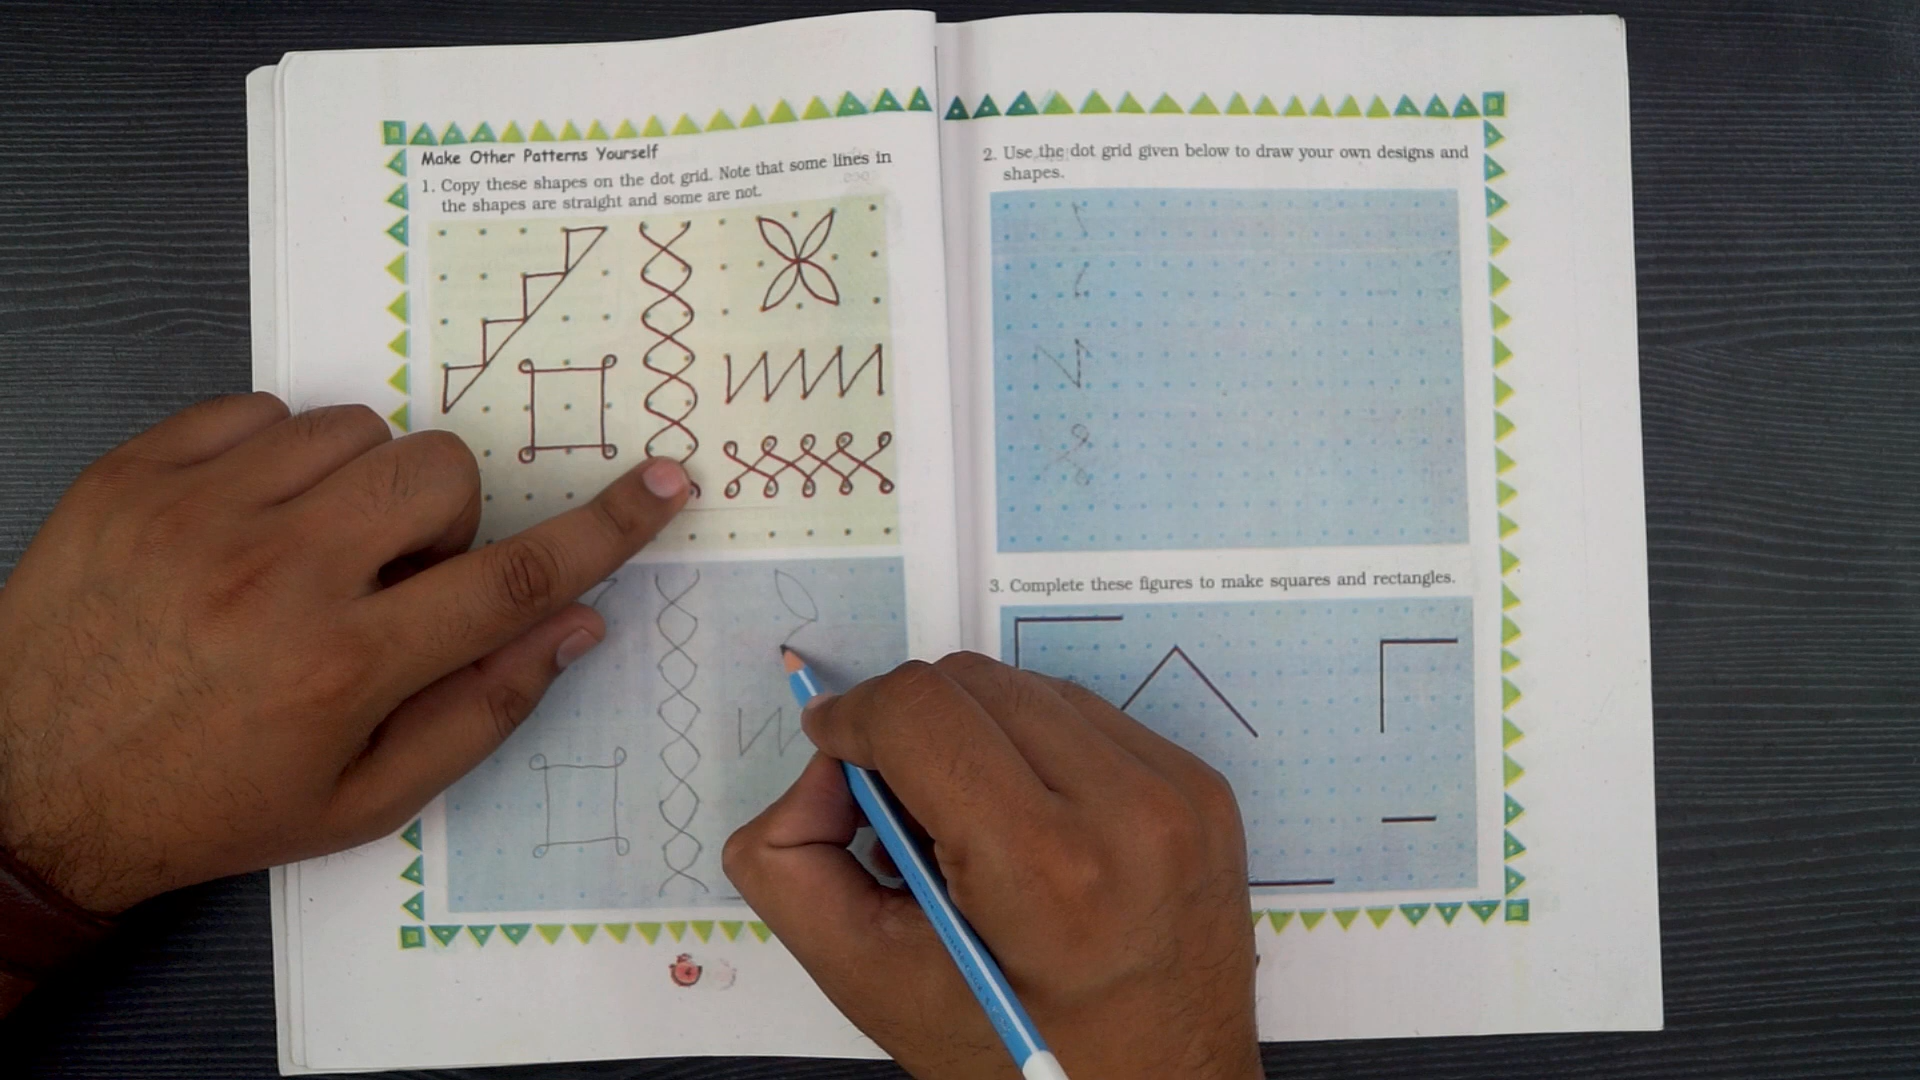 Make Other Patterns Yourself
1. Copy these shapes on the dot grid. Note that some lines in
the shapes are straight and some are not.
2. Use the dot grid given below to draw your own designs and
shapes.
3. Complete these figures to make squares and rectangles.